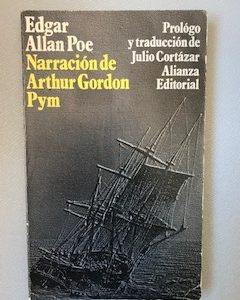 Edgar
Allan Poe
Narración de
Arthur Gordon
Pym
Prólogo
y traducción de
Julio Cortázar
Alianza
Editorial